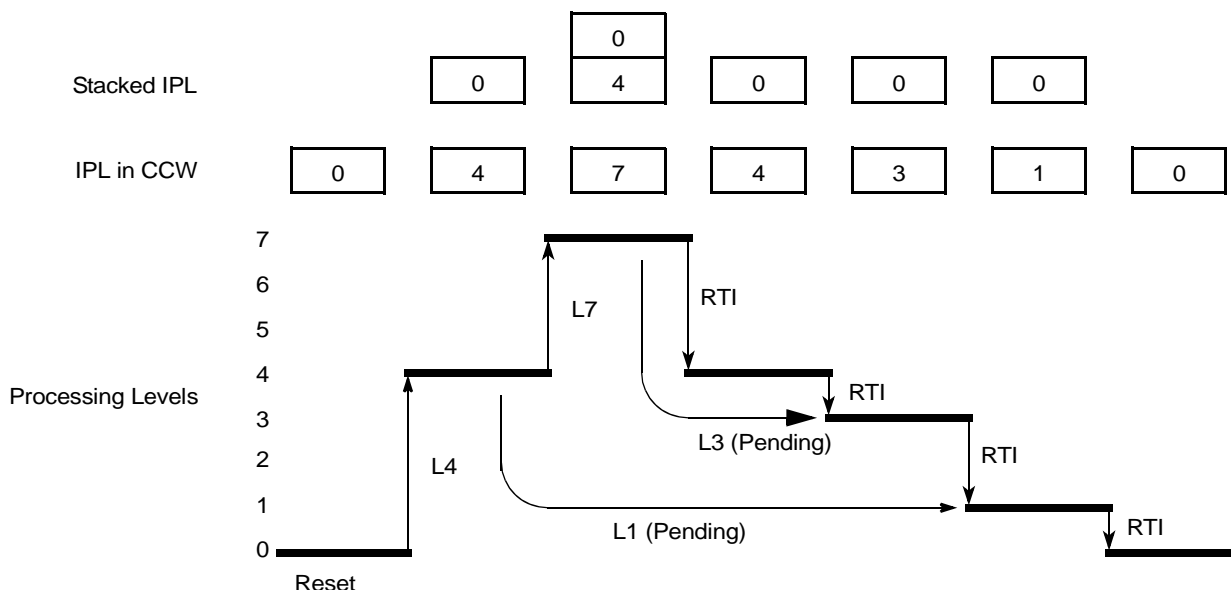 0
Stacked IPL 0 4 0 0 0
IPL in CCW 0 4 7 4 3 1 0
7
6
RTI
L7
5
Processing Levels
4
RTI
3
L3 (Pending)
2
L4
RTI
1
L1 (Pending)
RTI
0
Reset